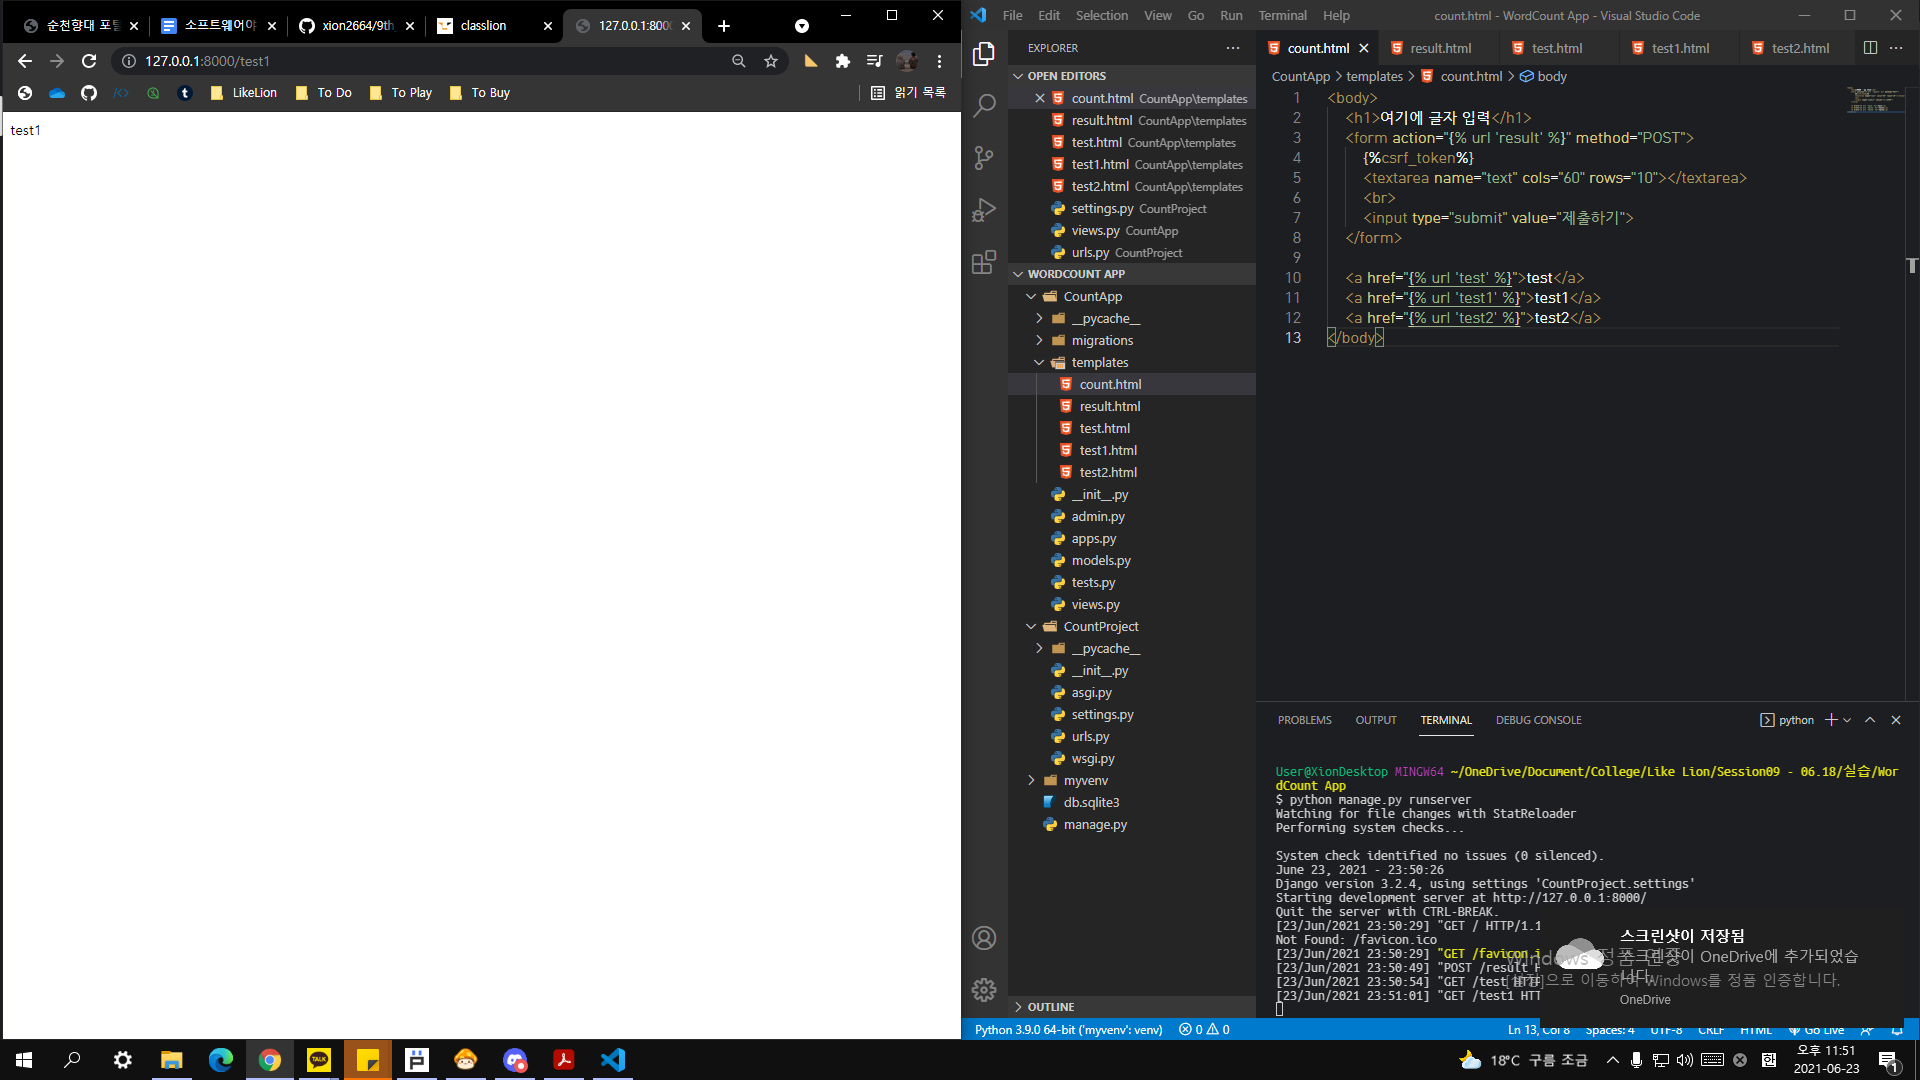 순천향대 포탈
소프트웨어야
xion2664/9th_
classlion
127.0.0.1:8000
127.0.0.1:8000/test1
LikeLion
To Do
To Play
To Buy
읽기 목록
test1
File Edit Selection View Go Run Terminal Help
count.html - WordCount App - Visual Studio Code
EXPLORER
OPEN EDITORS
count.html CountApp\templates
result.html CountApp\templates
test.html CountApp\templates
test1.html CountApp\templates
test2.html CountApp\templates
settings.py CountProject
views.py CountApp
urls.py CountProject
WORDCOUNT APP
CountApp
__pycache__
migrations
templates
count.html
result.html
test.html
test1.html
test2.html
__init__.py
admin.py
apps.py
models.py
tests.py
views.py
CountProject
__pycache__
__init__.py
asgi.py
settings.py
urls.py
wsgi.py
myvenv
db.sqlite3
manage.py
OUTLINE
count.html result.html test.html test1.html test2.html
CountApp > templates > count.html > body
1 <body>
2 <h1>여기에 글자 입력</h1>
3 <form action="{% url 'result' %}" method="POST">
4 {%csrf_token%}
5 <textarea name="text" cols="60" rows="10"></textarea>
6 <br>
7 <input type="submit" value="제출하기">
8 </form>
9
10 <a href="{% url 'test' %}">test</a>
11 <a href="{% url 'test1' %}">test1</a>
12 <a href="{% url 'test2' %}">test2</a>
13 </body>
PROBLEMS OUTPUT TERMINAL DEBUG CONSOLE
python
User@XionDesktop MINGW64 ~/OneDrive/Document/College/Like Lion/Session09 - 06.18/실습/Wor
dCount App
$ python manage.py runserver
Watching for file changes with StatReloader
Performing system checks...
System check identified no issues (0 silenced).
June 23, 2021 - 23:50:26
Django version 3.2.4, using settings 'CountProject.settings'
Starting development server at http://127.0.0.1:8000/
Quit the server with CTRL-BREAK.
[23/Jun/2021 23:50:29] "GET / HTTP/1.1
Not Found: /favicon.ico
[23/Jun/2021 23:50:29] "GET /favicon.i
[23/Jun/2021 23:50:49] "POST /result H
[23/Jun/2021 23:50:54] "GET /test HTTP
[23/Jun/2021 23:51:01] "GET /test1 HTT
스크린샷이 저장됨
스크린샷이 OneDrive에 추가되었습
니다.
OneDrive
Windows 정품 인증
[설정]으로 이동하여 Windows를 정품 인증합니다.
Python 3.9.0 64-bit ('myvenv': venv) 0 0
Ln 13, Col 8 Spaces: 4 UTF-8 CRLF HTML Go Live
TALK
18°C 구름 조금
한
오후 11:51
2021-06-23
1